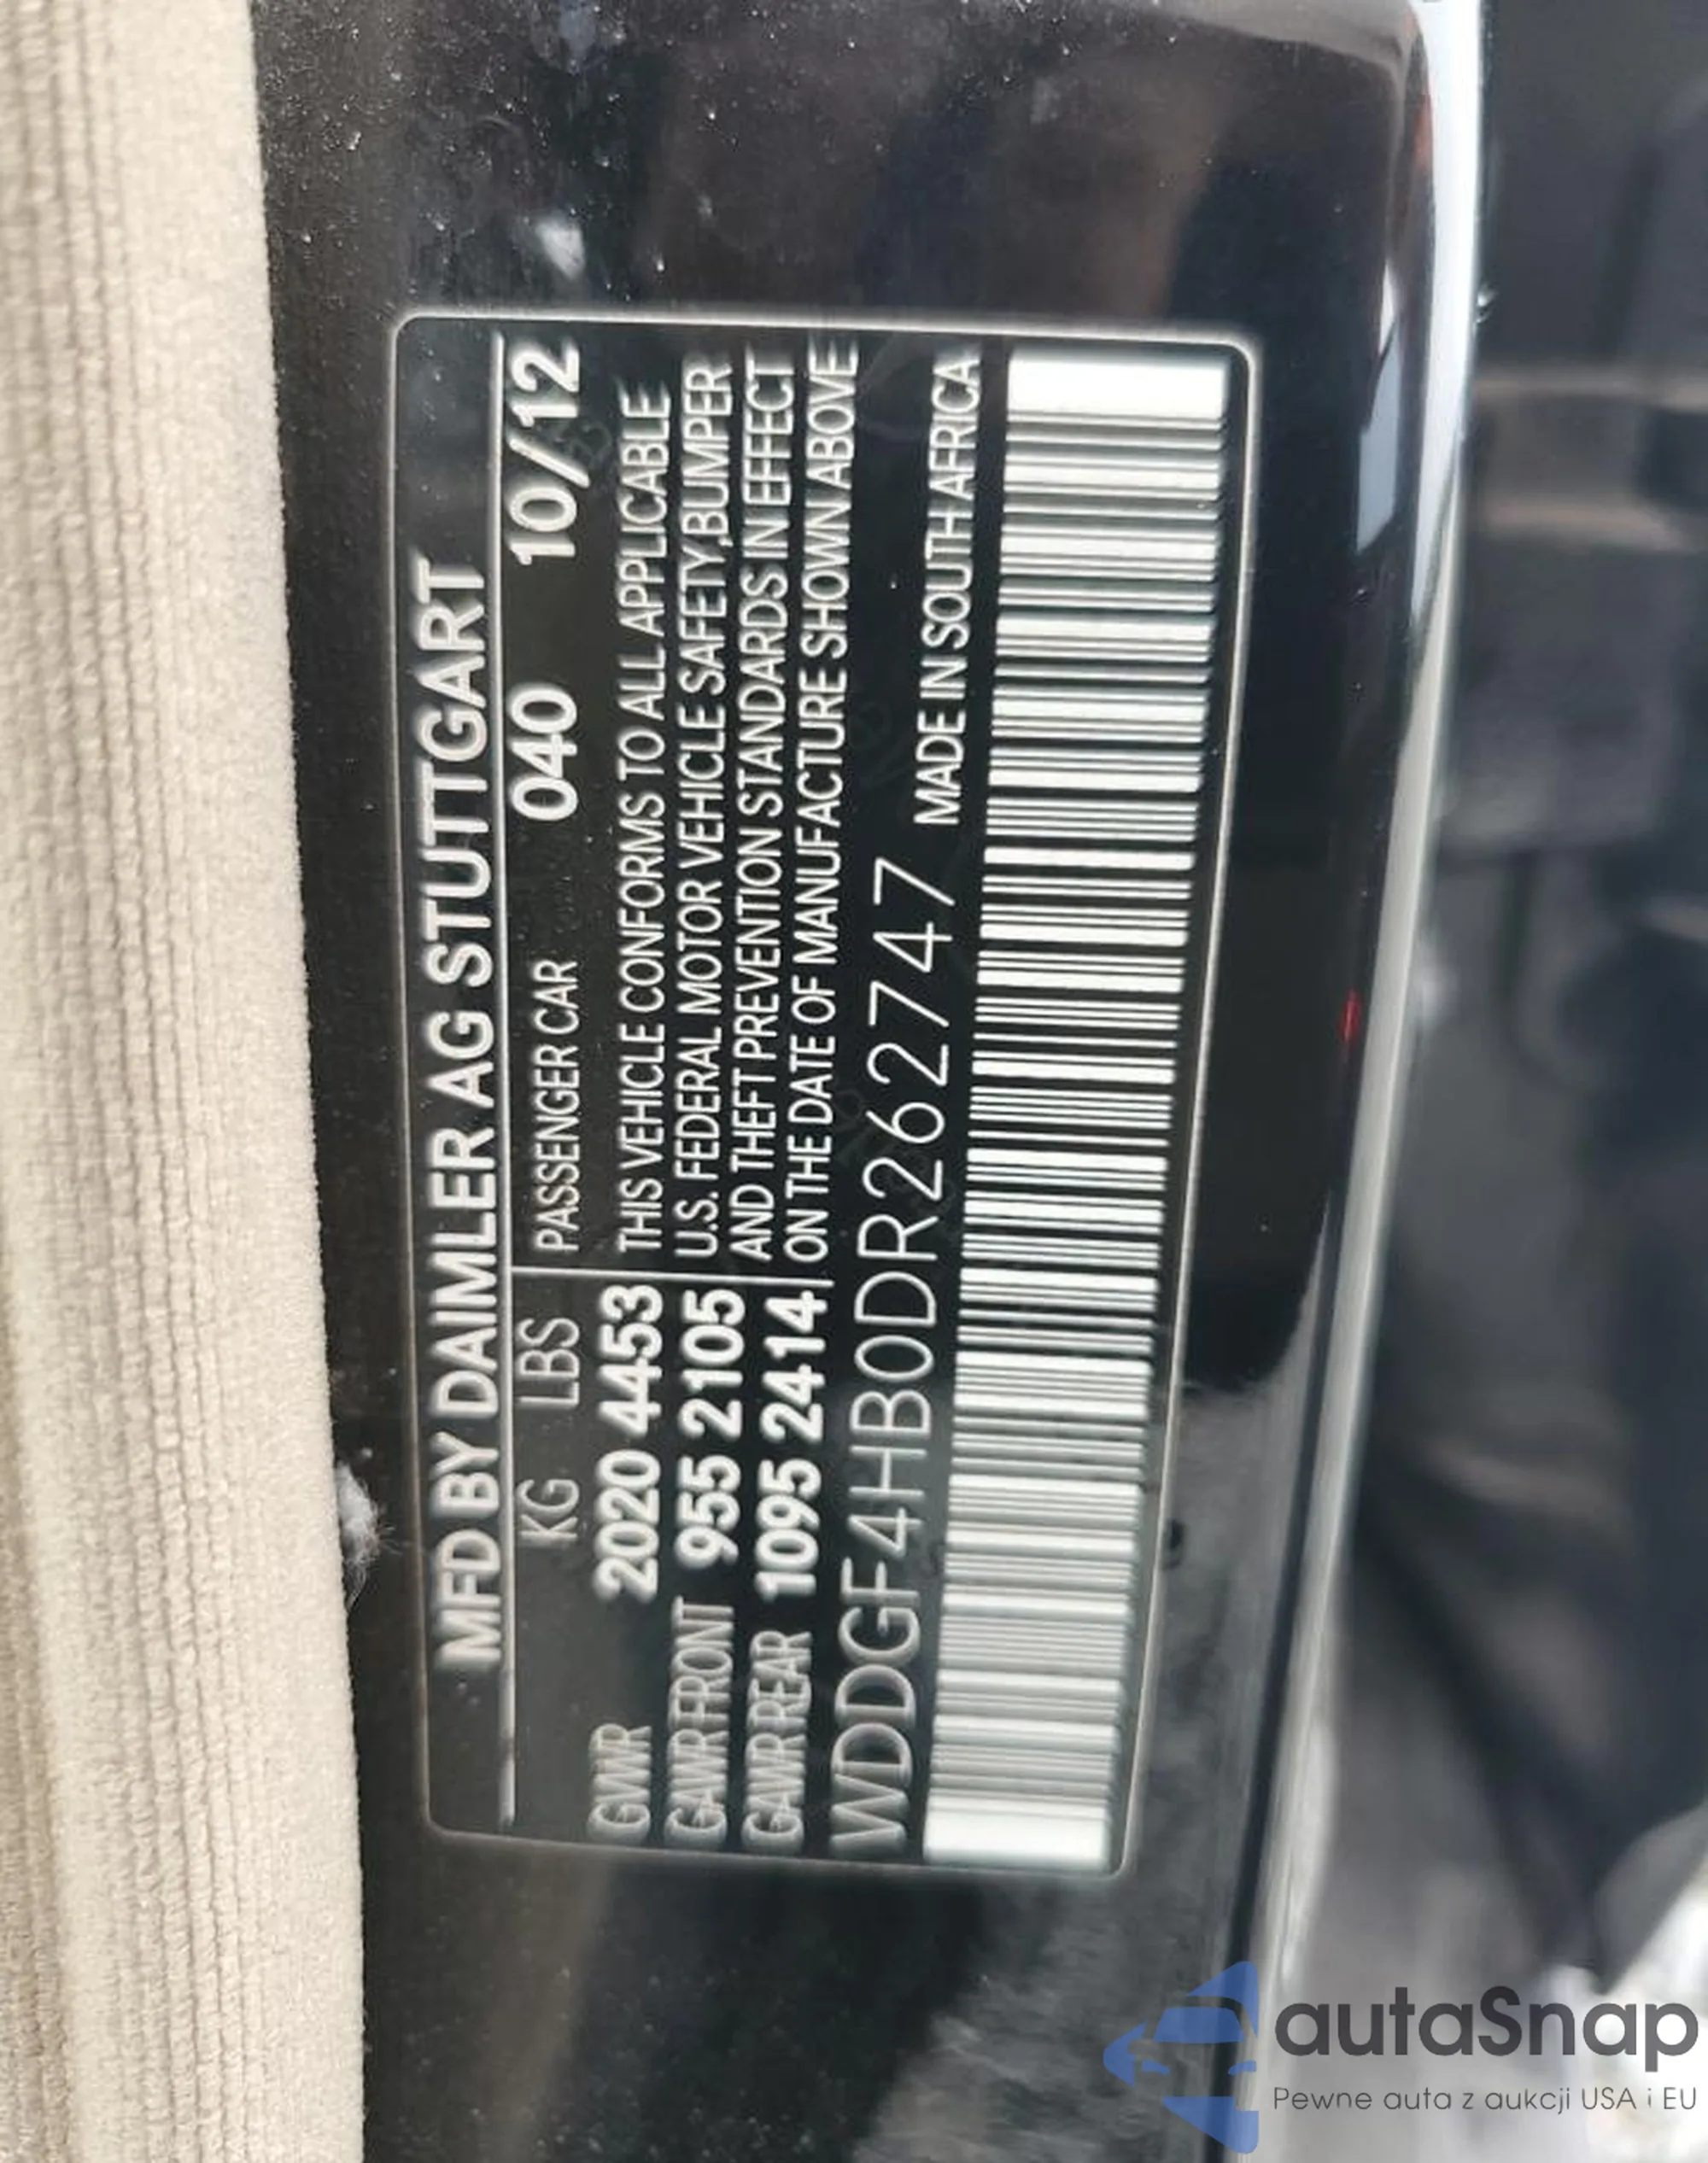 MFD BY DAIMLER AG STUTTGART
KG LBS PASSENGER CAR 040 10/12
GVWR 2020 4453 THIS VEHICLE CONFORMS TO ALL APPLICABLE
GAWR FRONT 955 2105 U.S. FEDERAL MOTOR VEHICLE SAFETY,BUMPER
AND THEFT PREVENTION STANDARDS IN EFFECT
GAWR REAR 1095 2414 ON THE DATE OF MANUFACTURE SHOWN ABOVE
WDDGF4HB0DR262747 MADE IN SOUTH AFRICA
autaSnap
Pewne auta z aukcji USA i EU